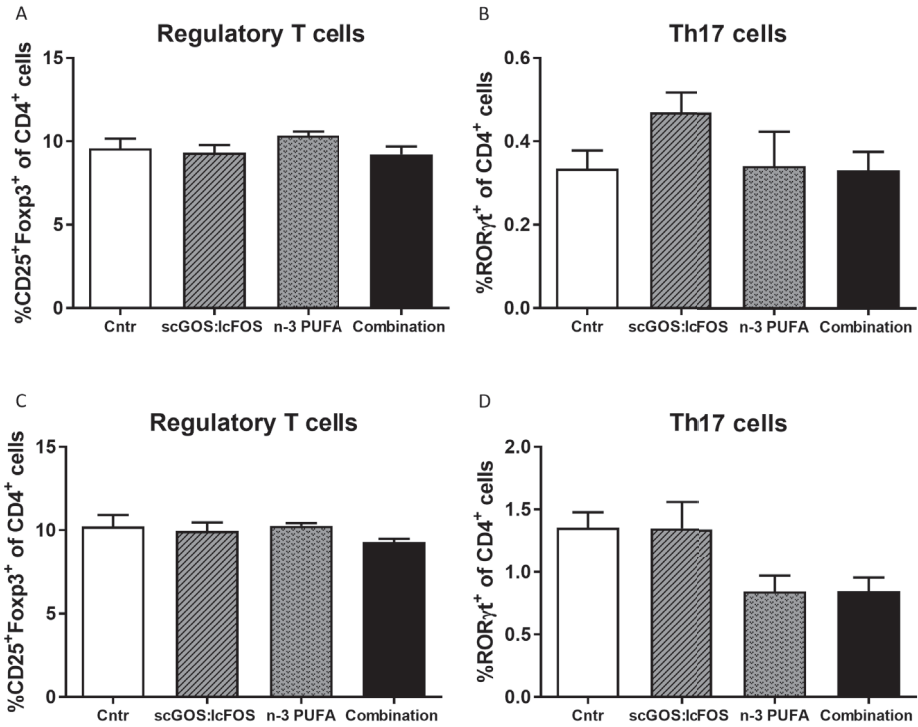 A
Regulatory T cells
%CD25⁺Foxp3⁺ of CD4⁺ cells
15
10
5
0
Cntr scGOS:lcFOS n-3 PUFA Combination
B
Th17 cells
%RORγt⁺ of CD4⁺ cells
0.6
0.4
0.2
0.0
Cntr scGOS:lcFOS n-3 PUFA Combination
C
Regulatory T cells
%CD25⁺Foxp3⁺ of CD4⁺ cells
15
10
5
0
Cntr scGOS:lcFOS n-3 PUFA Combination
D
Th17 cells
%RORγt⁺ of CD4⁺ cells
2.0
1.5
1.0
0.5
0.0
Cntr scGOS:lcFOS n-3 PUFA Combination